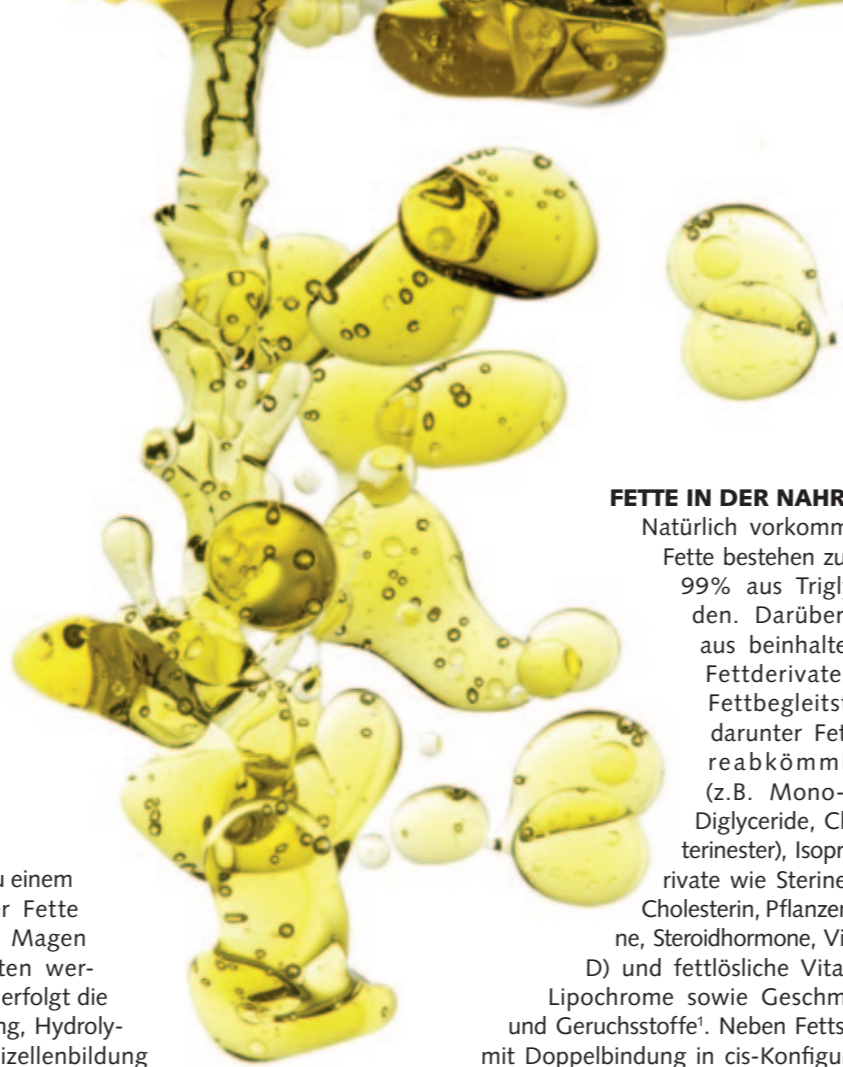 u einem
r Fette
Magen
ten wer-
erfolgt die
ng, Hydroly-
izellenbildung
FETTE IN DER NAHR
Natürlich vorkomm
Fette bestehen zu
99% aus Trigly
den. Darüber
aus beinhalte
Fettderivate
Fettbegleitst
darunter Fet
reabkömml
(z.B. Mono-
Diglyceride, Ch
terinester), Isopr
rivate wie Sterine
Cholesterin, Pflanzen
ne, Steroidhormone, Vi
D) und fettlösliche Vita
Lipochrome sowie Geschm
und Geruchsstoffe¹. Neben Fetts
mit Doppelbindung in cis-Konfigur